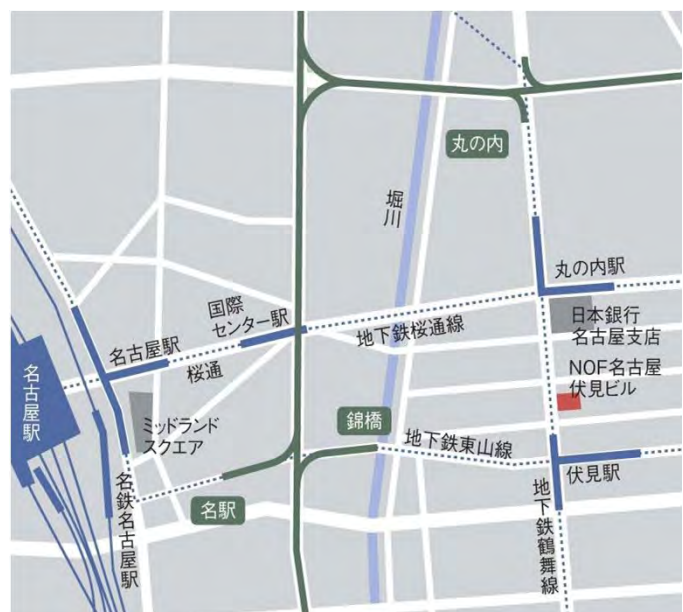 丸の内
堀川
丸の内駅
国際
センター駅
地下鉄桜通線
日本銀行
名古屋支店
名古屋駅
桜通
NOF名古屋
伏見ビル
名古屋駅
ミッドランド
スクエア
錦橋
地下鉄東山線
伏見駅
名鉄名古屋駅
名駅
地下鉄鶴舞線